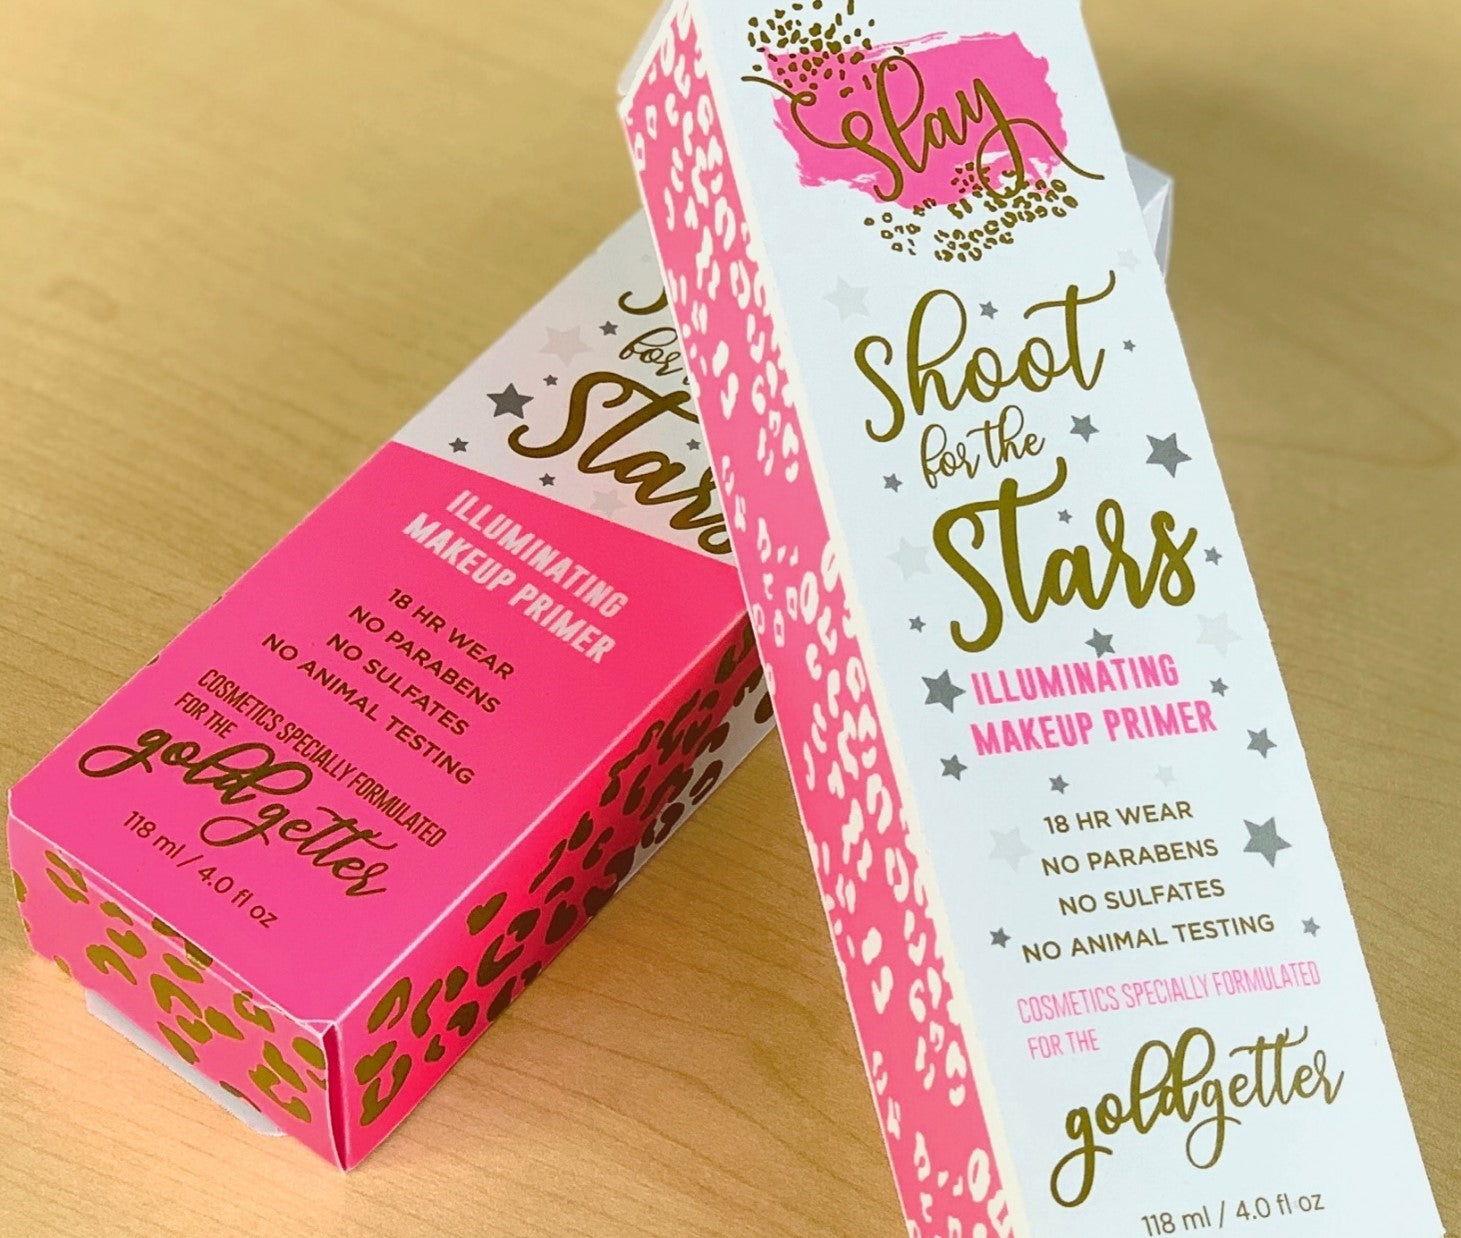 Slay
Shoot
for the
Stars
ILLUMINATING
MAKEUP PRIMER
18 HR WEAR
NO PARABENS
NO SULFATES
NO ANIMAL TESTING
COSMETICS SPECIALLY FORMULATED
FOR THE
goldgetter
118 ml / 4.0 fl oz
for
Stars
ILLUMINATING
MAKEUP PRIMER
18 HR WEAR
NO PARABENS
NO SULFATES
NO ANIMAL TESTING
COSMETICS SPECIALLY FORMULATED
FOR THE
goldgetter
118 ml / 4.0 fl oz